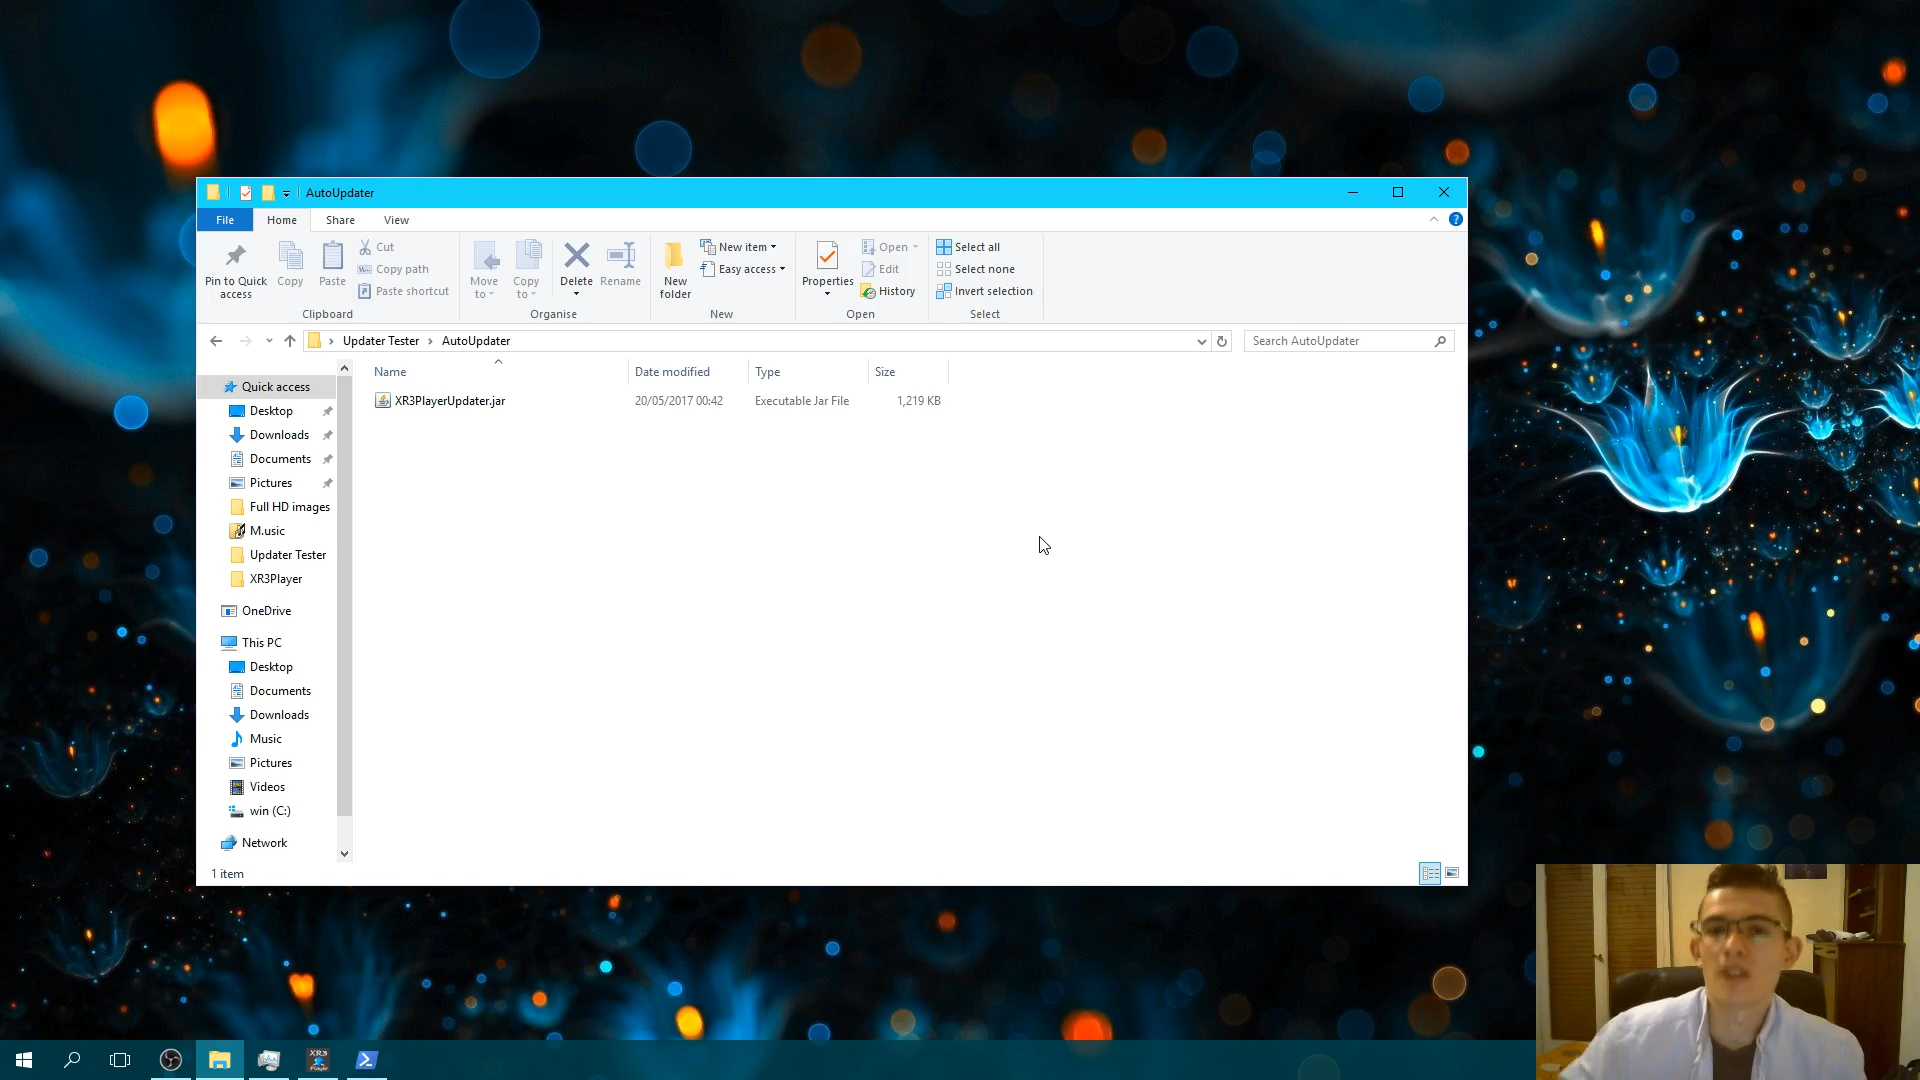 AutoUpdater
File Home Share View
Pin to Quick access
Copy
Paste
Cut
Copy path
Paste shortcut
Clipboard
Move to
Copy to
Delete
Rename
Organise
New folder
New item
Easy access
New
Properties
Open
Edit
History
Open
Select all
Select none
Invert selection
Select
Updater Tester AutoUpdater
Search AutoUpdater
Name Date modified Type Size
XR3PlayerUpdater.jar 20/05/2017 00:42 Executable Jar File 1,219 KB
Quick access
Desktop
Downloads
Documents
Pictures
Full HD images
M.usic
Updater Tester
XR3Player
OneDrive
This PC
Desktop
Documents
Downloads
Music
Pictures
Videos
win (C:)
Network
1 item
XR3